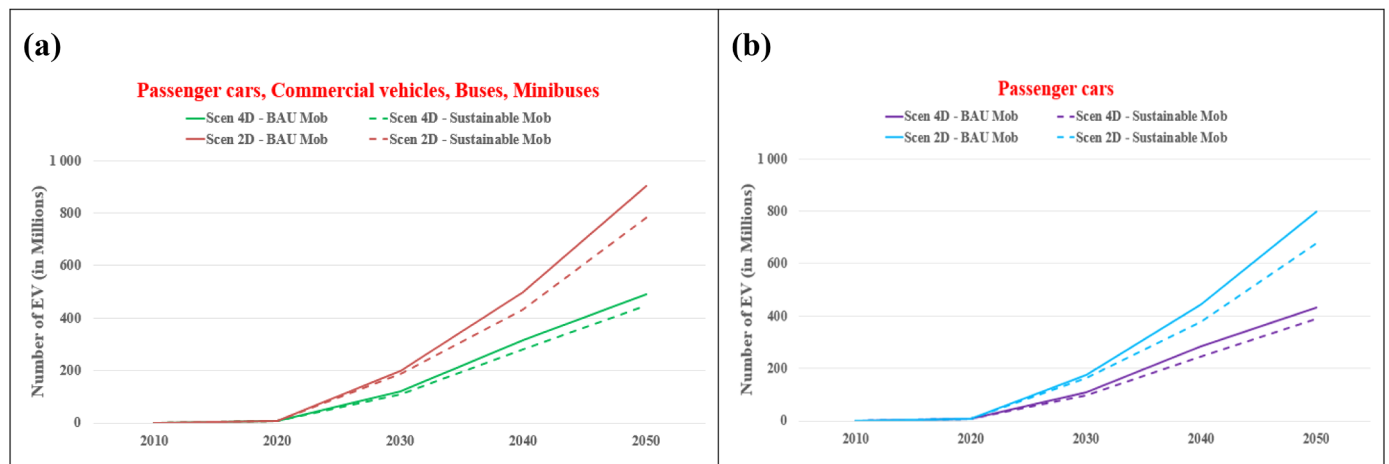 (a)
Passenger cars, Commercial vehicles, Buses, Minibuses
Scen 4D - BAU Mob
Scen 4D - Sustainable Mob
Scen 2D - BAU Mob
Scen 2D - Sustainable Mob
Number of EV (in Millions)
1 000
800
600
400
200
0
2010
2020
2030
2040
2050
(b)
Passenger cars
Scen 4D - BAU Mob
Scen 4D - Sustainable Mob
Scen 2D - BAU Mob
Scen 2D - Sustainable Mob
Number of EV (in Millions)
1 000
800
600
400
200
0
2010
2020
2030
2040
2050